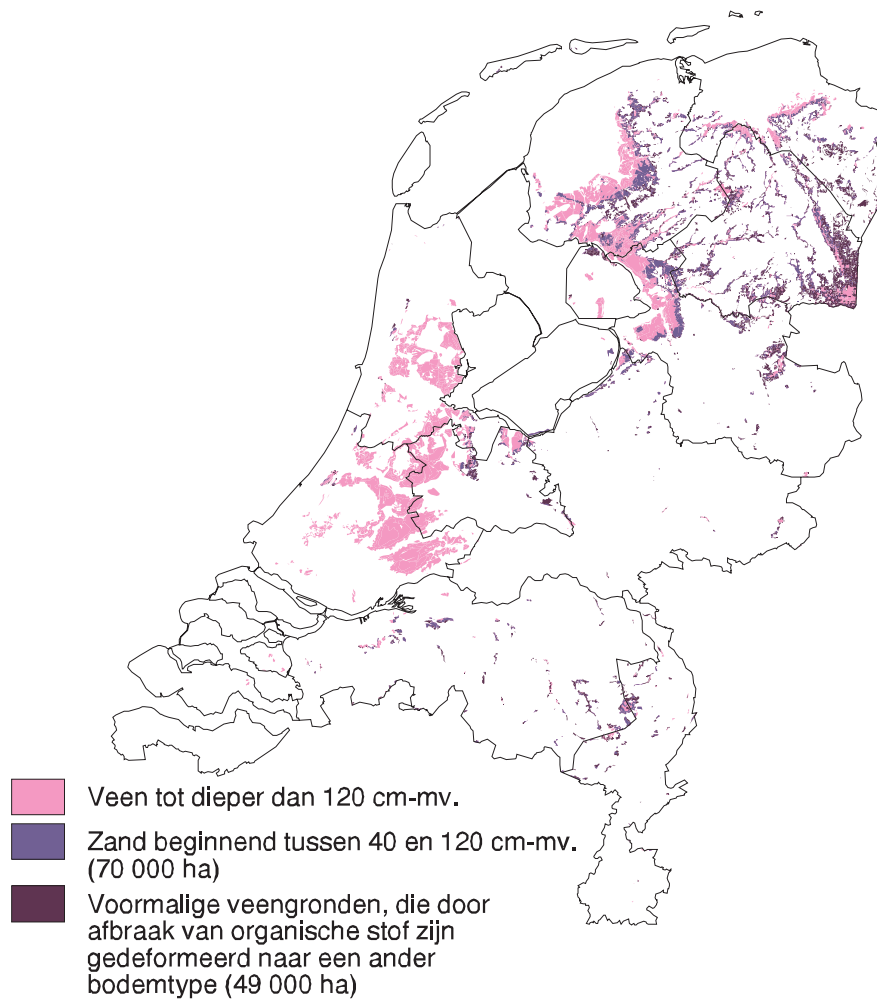 Veen tot dieper dan 120 cm-mv.
Zand beginnend tussen 40 en 120 cm-mv.
(70 000 ha)
Voormalige veengronden, die door
afbraak van organische stof zijn
gedeformeerd naar een ander
bodemtype (49 000 ha)